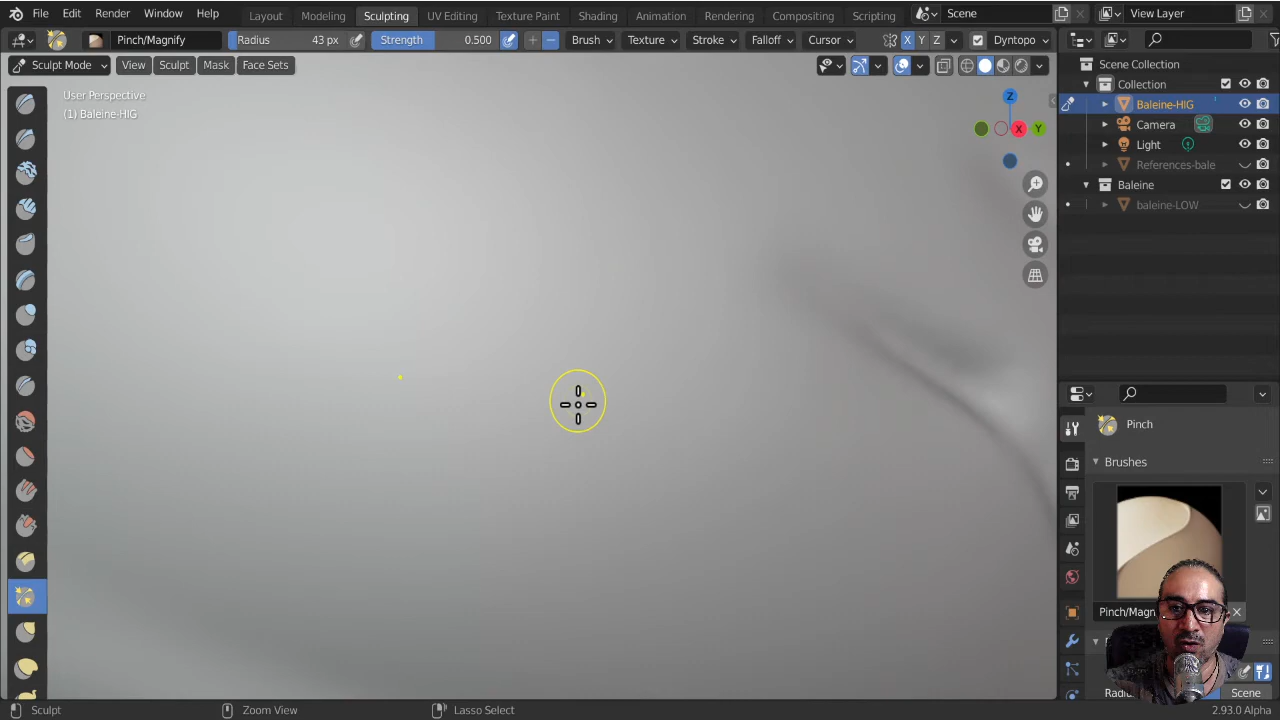 File Edit Render Window Help
Layout Modeling Sculpting UV Editing Texture Paint Shading Animation Rendering Compositing Scripting
Scene
View Layer
Pinch/Magnify
Radius 43 px
Strength 0.500
Brush Texture Stroke Falloff Cursor
X Y Z
Dyntopo
Sculpt Mode View Sculpt Mask Face Sets
User Perspective
(1) Baleine-HIG
Z
X
Y
Scene Collection
Collection
Baleine-HIG
Camera
Light
References-bale
Baleine
baleine-LOW
Pinch
Brushes
Pinch/Magn
Radiu
Scene
Sculpt
Zoom View
Lasso Select
2.93.0 Alpha